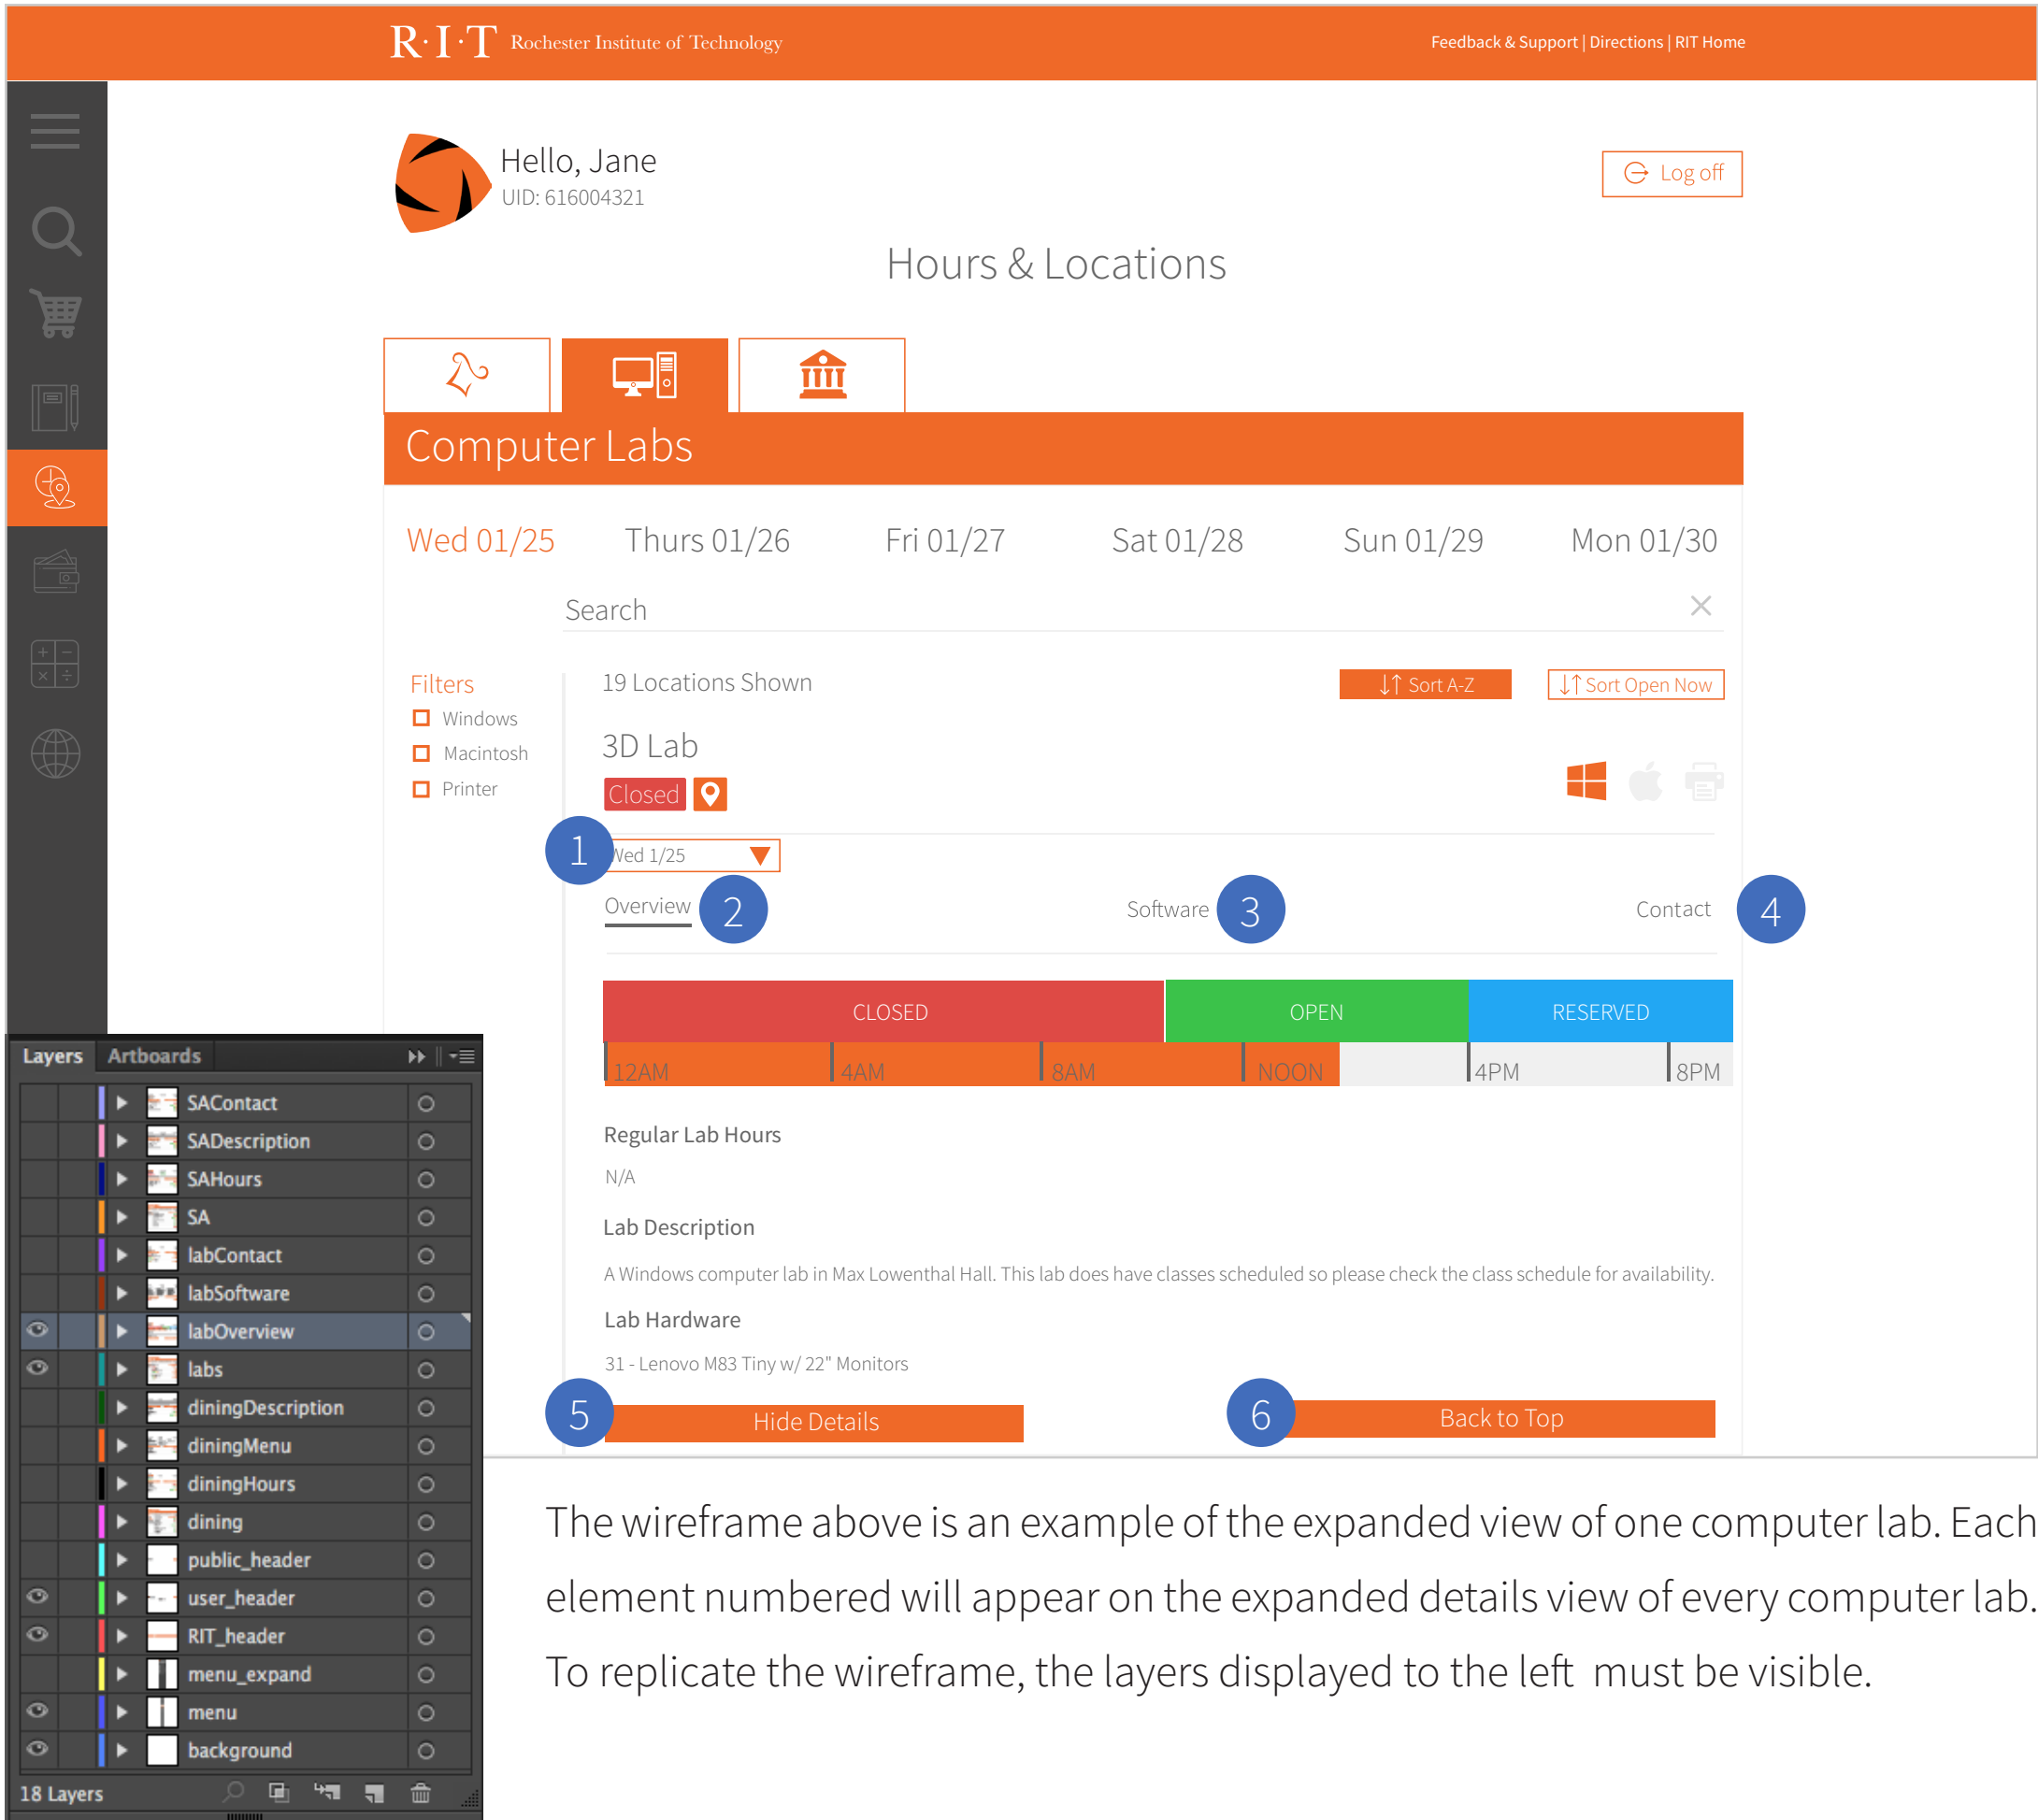 R·I·T Rochester Institute of Technology
Feedback & Support | Directions | RIT Home
Hello, Jane
UID: 616004321
Log off
Hours & Locations
Computer Labs
Wed 01/25 Thurs 01/26 Fri 01/27 Sat 01/28 Sun 01/29 Mon 01/30
Search
Filters
Windows
Macintosh
Printer
19 Locations Shown
↓↑ Sort A-Z
↓↑ Sort Open Now
3D Lab
Closed
1
Wed 1/25
Overview 2
Software 3
Contact 4
CLOSED OPEN RESERVED
12AM 4AM 8AM NOON 4PM 8PM
Regular Lab Hours
N/A
Lab Description
A Windows computer lab in Max Lowenthal Hall. This lab does have classes scheduled so please check the class schedule for availability.
Lab Hardware
31 - Lenovo M83 Tiny w/ 22" Monitors
5 Hide Details
6 Back to Top
Layers Artboards
SAContact
SADescription
SAHours
SA
labContact
labSoftware
labOverview
labs
diningDescription
diningMenu
diningHours
dining
public_header
user_header
RIT_header
menu_expand
menu
background
18 Layers
The wireframe above is an example of the expanded view of one computer lab. Each
element numbered will appear on the expanded details view of every computer lab.
To replicate the wireframe, the layers displayed to the left must be visible.